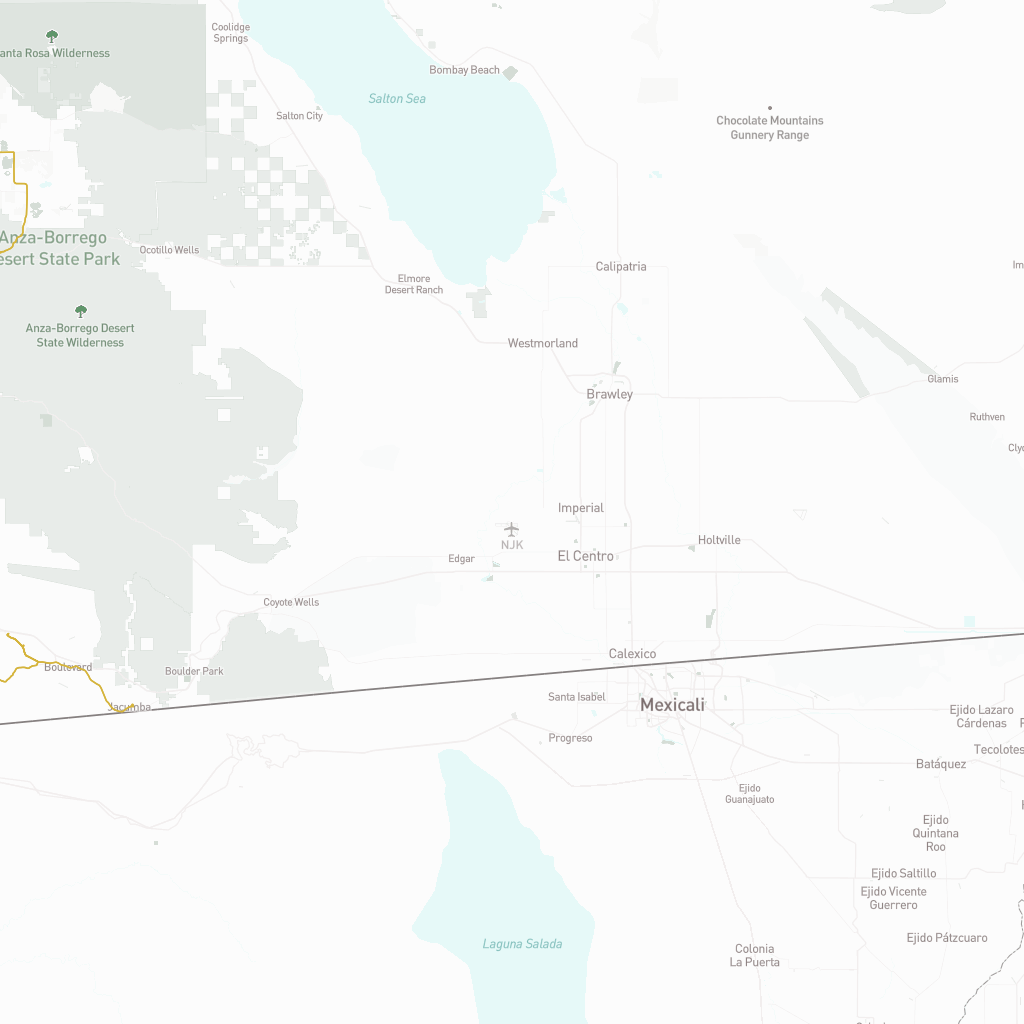 Coolidge
Springs
Santa Rosa Wilderness
Bombay Beach
Salton Sea
Salton City
Chocolate Mountains
Gunnery Range
Anza-Borrego
Desert State Park
Ocotillo Wells
Calipatria
Elmore
Desert Ranch
Anza-Borrego Desert
State Wilderness
Westmorland
Glamis
Brawley
Ruthven
Imperial
NJK
Holtville
Edgar
El Centro
Coyote Wells
Calexico
Boulevard
Boulder Park
Santa Isabel
Mexicali
Jacumba
Ejido Lazaro
Cárdenas
Progreso
Tecolotes
Batáquez
Ejido
Guanajuato
Ejido
Quintana
Roo
Ejido Saltillo
Ejido Vicente
Guerrero
Ejido Pátzcuaro
Laguna Salada
Colonia
La Puerta